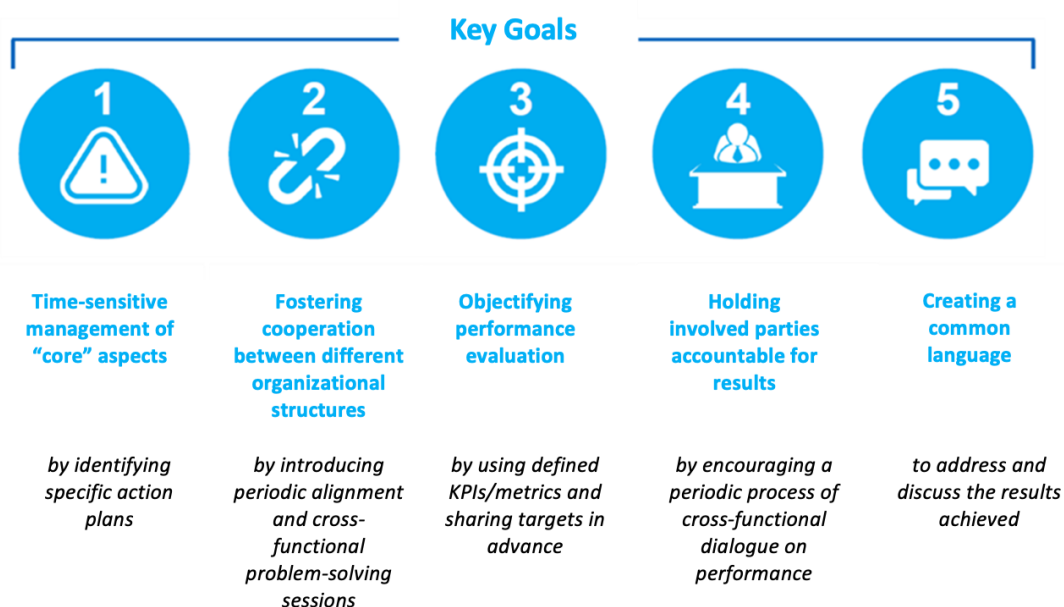 Key Goals
1
2
3
4
5
Time-sensitive
management of
“core” aspects
Fostering
cooperation
between different
organizational
structures
Objectifying
performance
evaluation
Holding
involved parties
accountable for
results
Creating a
common
language
by identifying
specific action
plans
by introducing
periodic alignment
and cross-
functional
problem-solving
sessions
by using defined
KPIs/metrics and
sharing targets in
advance
by encouraging a
periodic process of
cross-functional
dialogue on
performance
to address and
discuss the results
achieved